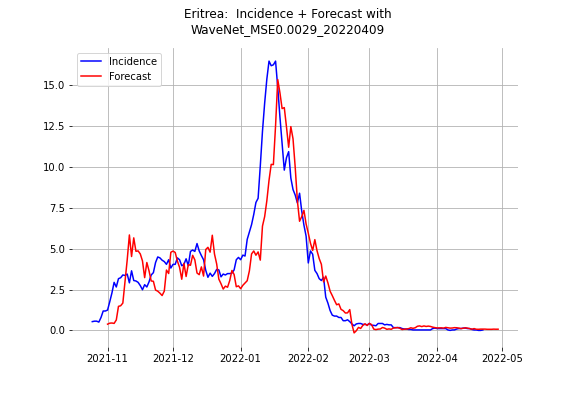 Eritrea:  Incidence + Forecast with
WaveNet_MSE0.0029_20220409
Incidence
Forecast
15.0
12.5
10.0
7.5
5.0
2.5
0.0
2021-11 2021-12 2022-01 2022-02 2022-03 2022-04 2022-05